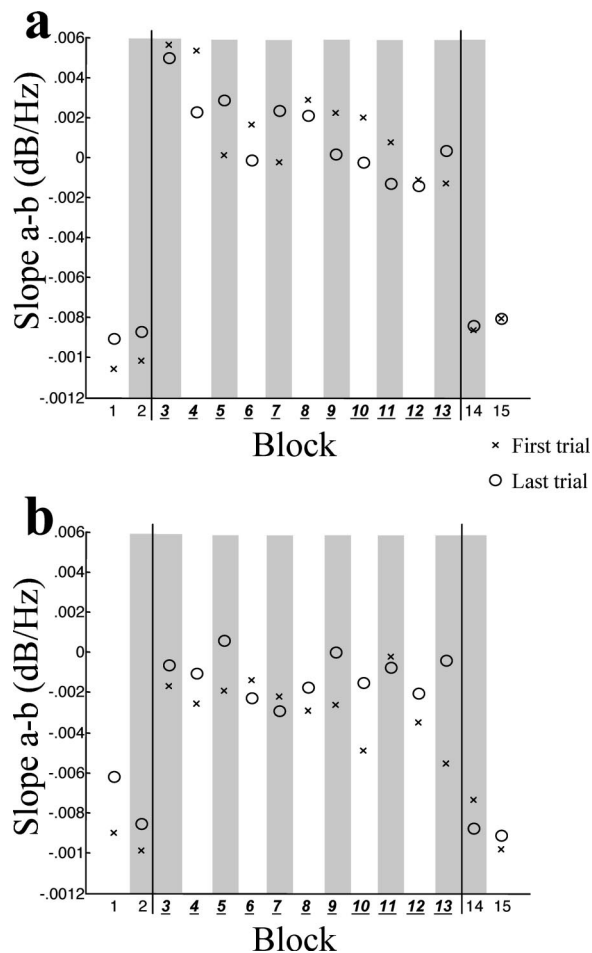 a
Slope a-b (dB/Hz)
.006
.004
.002
0
-.002
-.004
-.006
-.008
-.001
-.0012
1 2 3 4 5 6 7 8 9 10 11 12 13 14 15
Block
× First trial
○ Last trial
b
Slope a-b (dB/Hz)
.006
.004
.002
0
-.002
-.004
-.006
-.008
-.001
-.0012
1 2 3 4 5 6 7 8 9 10 11 12 13 14 15
Block